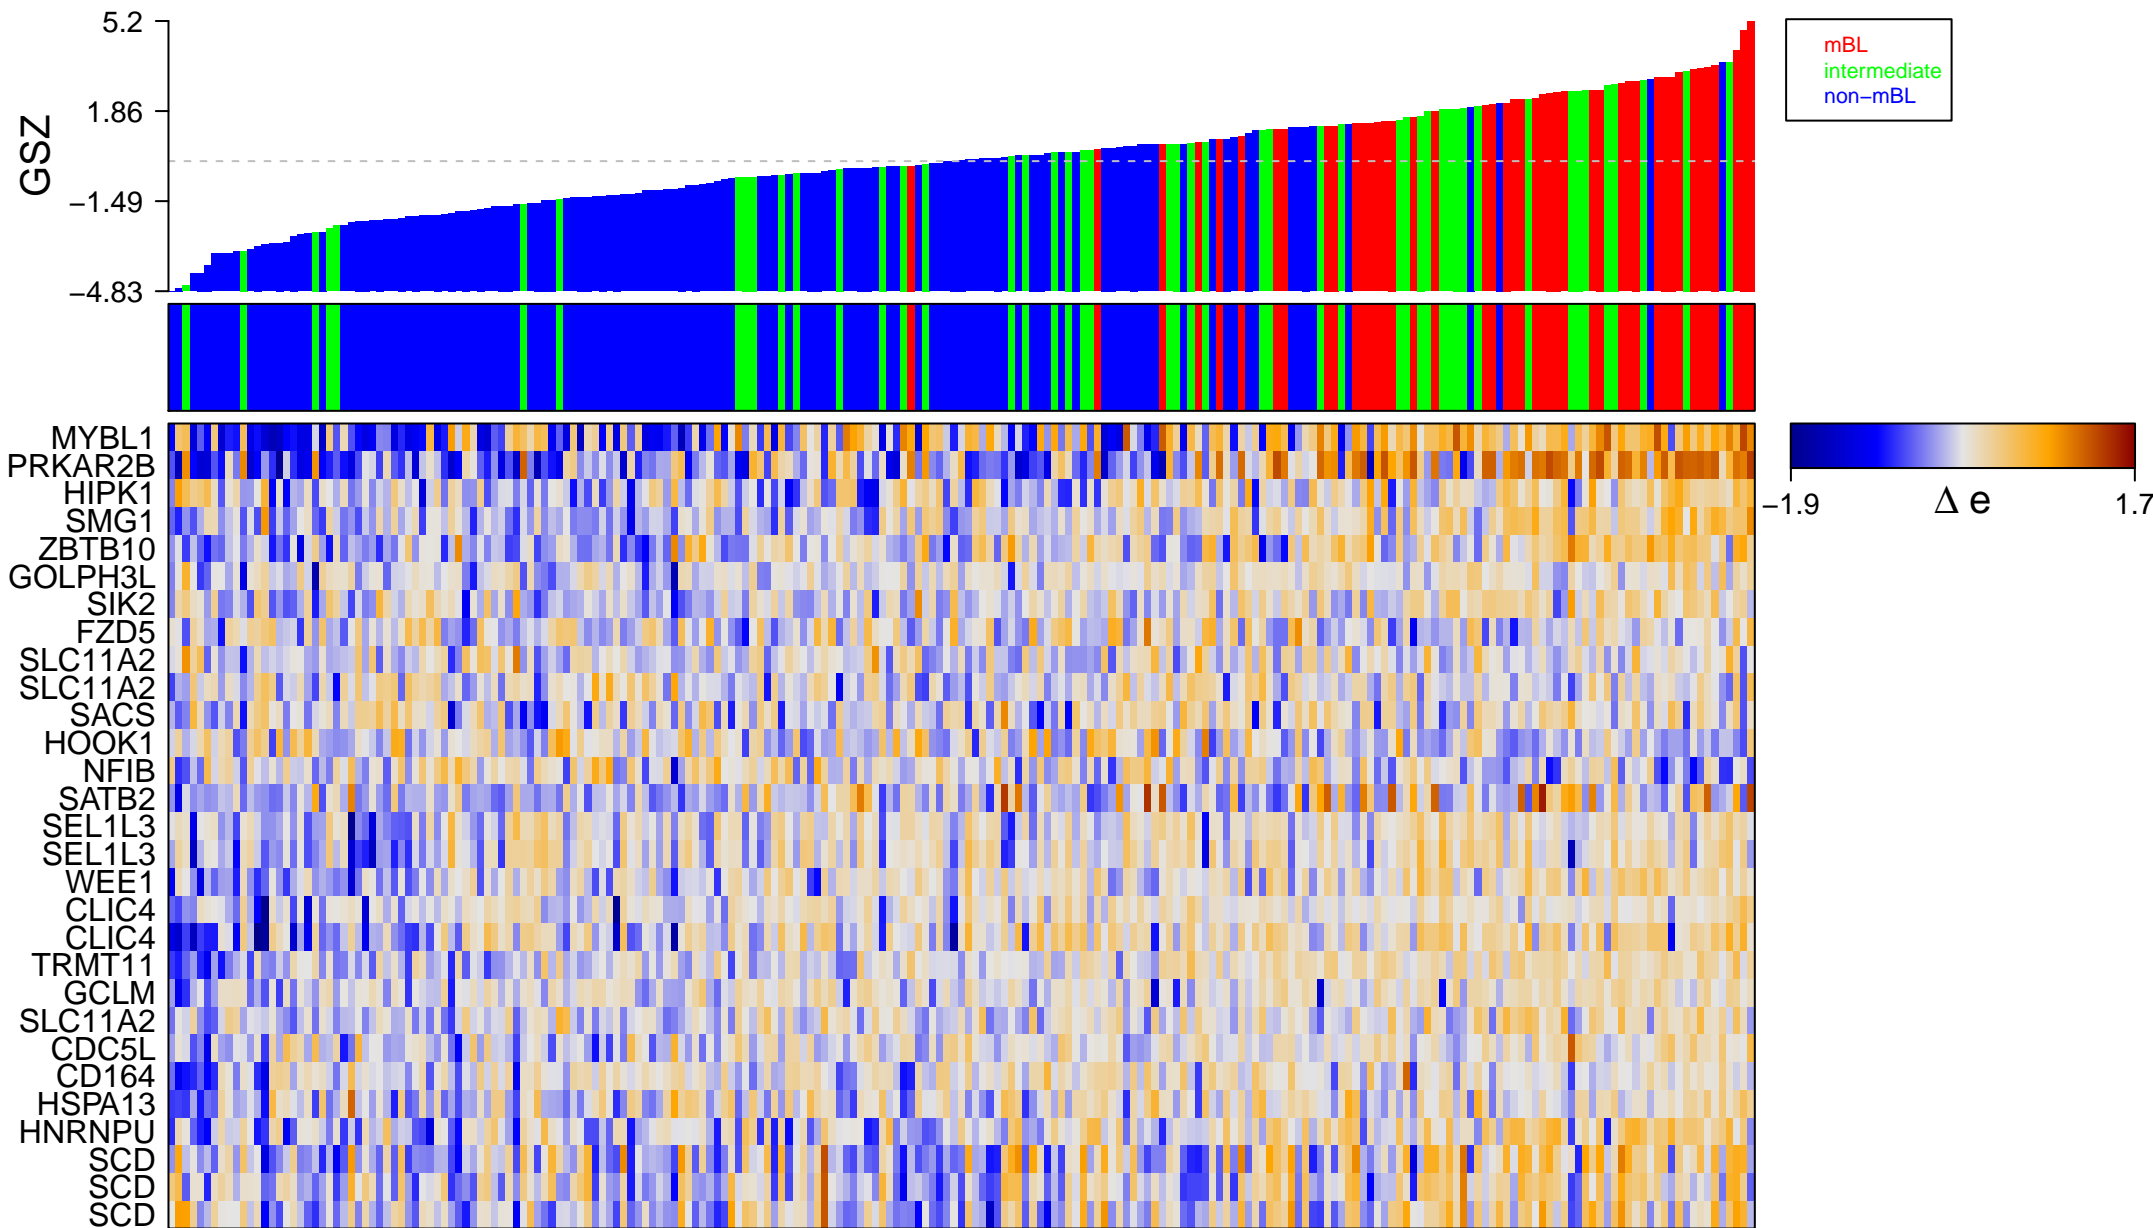 5.2
1.86
−1.49
−4.83
GSZ
mBL
intermediate
non−mBL
MYBL1
PRKAR2B
HIPK1
SMG1
ZBTB10
GOLPH3L
SIK2
FZD5
SLC11A2
SLC11A2
SACS
HOOK1
NFIB
SATB2
SEL1L3
SEL1L3
WEE1
CLIC4
CLIC4
TRMT11
GCLM
SLC11A2
CDC5L
CD164
HSPA13
HNRNPU
SCD
SCD
SCD
−1.9 Δ e 1.7